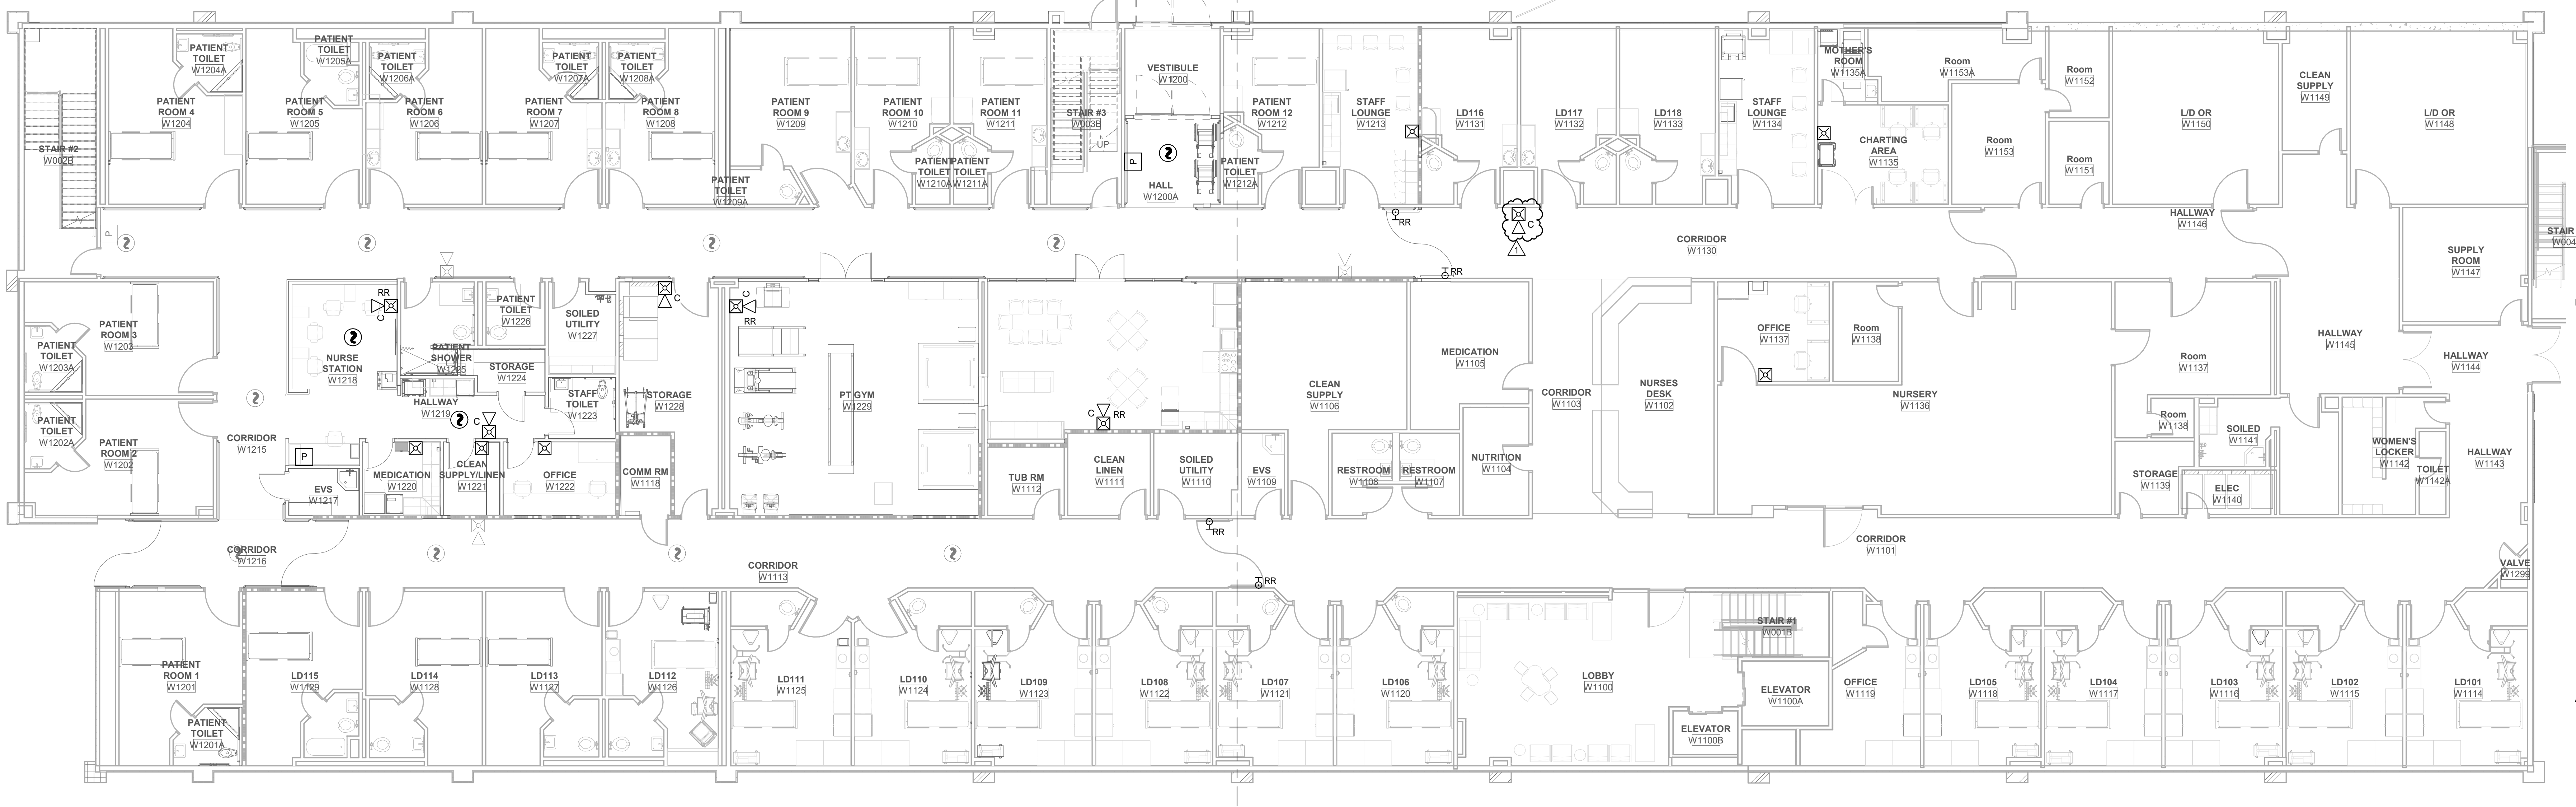 PATIENT
TOILET
W1204A
PATIENT
ROOM 4
W1204
PATIENT
TOILET
W1205A
PATIENT
ROOM 5
W1205
PATIENT
TOILET
W1206A
PATIENT
ROOM 6
W1206
PATIENT
TOILET
W1207A
PATIENT
ROOM 7
W1207
PATIENT
TOILET
W1208A
PATIENT
ROOM 8
W1208
PATIENT
ROOM 9
W1209
PATIENT
TOILET
W1209A
PATIENT
ROOM 10
W1210
PATIENT
TOILET
W1210A
PATIENT
ROOM 11
W1211
PATIENT
TOILET
W1211A
STAIR #3
W003B
UP
VESTIBULE
W1200
P
HALL
W1200A
PATIENT
ROOM 12
W1212
PATIENT
TOILET
W1212A
STAFF
LOUNGE
W1213
LD116
W1131
LD117
W1132
LD118
W1133
STAFF
LOUNGE
W1134
MOTHER'S
ROOM
W1135A
CHARTING
AREA
W1135
Room
W1153A
Room
W1153
Room
W1152
Room
W1151
L/D OR
W1150
CLEAN
SUPPLY
W1149
L/D OR
W1148
STAIR #2
W002B
P
RR
RR
C
1
CORRIDOR
W1130
HALLWAY
W1146
SUPPLY
ROOM
W1147
STAIR
W004
PATIENT
ROOM 3
W1203
PATIENT
TOILET
W1203A
PATIENT
TOILET
W1202A
PATIENT
ROOM 2
W1202
CORRIDOR
W1215
NURSE
STATION
W1218
RR
C
PATIENT
SHOWER
W1225
PATIENT
TOILET
W1226
STORAGE
W1224
SOILED
UTILITY
W1227
STAFF
TOILET
W1223
HALLWAY
W1219
C
P
EVS
W1217
MEDICATION
W1220
CLEAN
SUPPLY/LINEN
W1221
OFFICE
W1222
COMM RM
W1118
STORAGE
W1228
C
C
RR
PT GYM
W1229
C
RR
TUB RM
W1112
CLEAN
LINEN
W1111
SOILED
UTILITY
W1110
EVS
W1109
CLEAN
SUPPLY
W1106
RESTROOM
W1108
RESTROOM
W1107
MEDICATION
W1105
NUTRITION
W1104
CORRIDOR
W1103
NURSES
DESK
W1102
OFFICE
W1137
Room
W1138
NURSERY
W1136
Room
W1137
Room
W1138
STORAGE
W1139
SOILED
W1141
ELEC
W1140
WOMEN'S
LOCKER
W1142
TOILET
W1142A
HALLWAY
W1145
HALLWAY
W1144
HALLWAY
W1143
CORRIDOR
W1216
CORRIDOR
W1113
RR
RR
CORRIDOR
W1101
VALVE
W1299
PATIENT
ROOM 1
W1201
PATIENT
TOILET
W1201A
LD115
W1129
LD114
W1128
LD113
W1127
LD112
W1126
LD111
W1125
LD110
W1124
LD109
W1123
LD108
W1122
LD107
W1121
LD106
W1120
LOBBY
W1100
STAIR #1
W001B
ELEVATOR
W1100A
ELEVATOR
W1100B
OFFICE
W1119
LD105
W1118
LD104
W1117
LD103
W1116
LD102
W1115
LD101
W1114